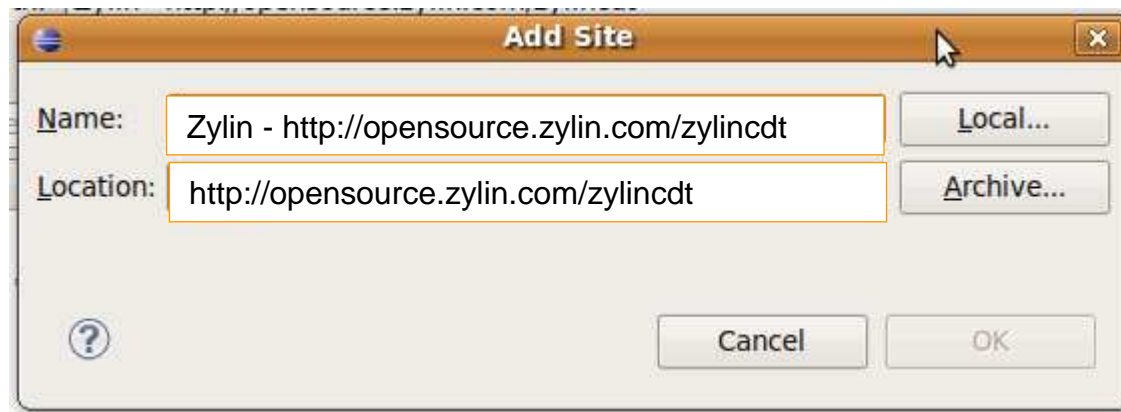 Add Site
Name: Zylin - http://opensource.zylin.com/zylincdt Local...
Location: http://opensource.zylin.com/zylincdt Archive...
? Cancel OK